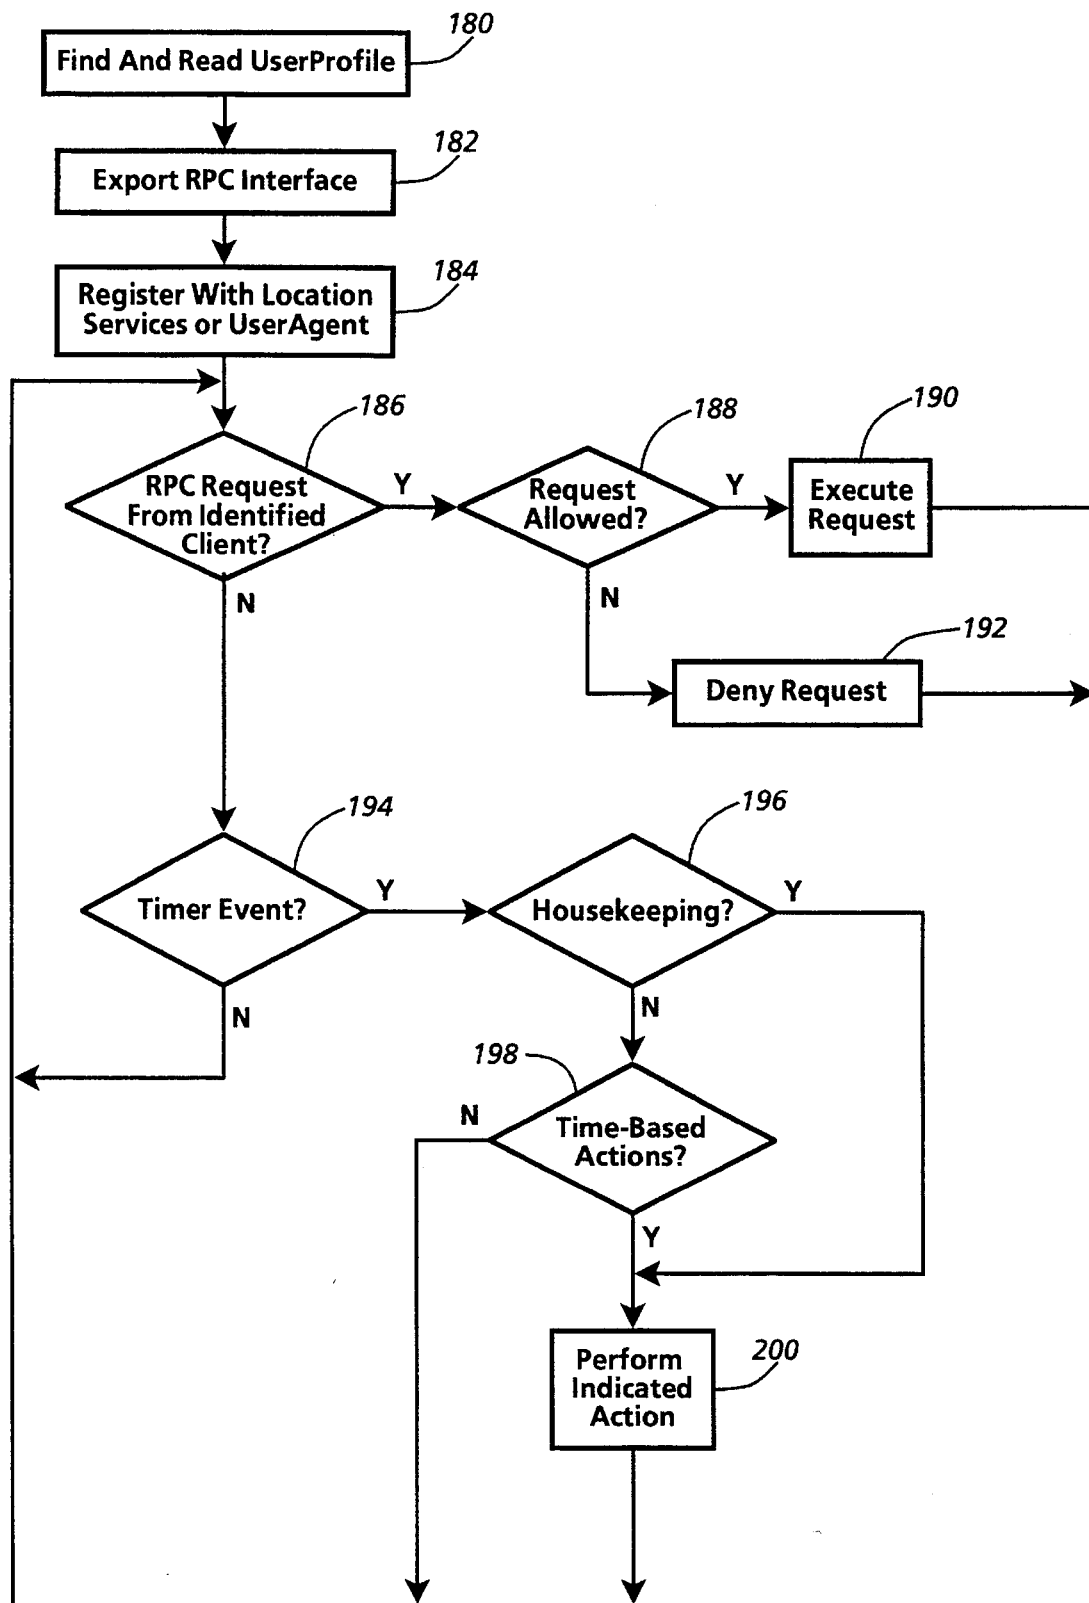 180
Find And Read UserProfile
182
Export RPC Interface
184
Register With Location
Services or UserAgent
186
RPC Request
From Identified
Client?
Y
N
188
Request
Allowed?
Y
N
190
Execute
Request
192
Deny Request
194
Timer Event?
Y
N
196
Housekeeping?
Y
N
198
Time-Based
Actions?
N
Y
200
Perform
Indicated
Action